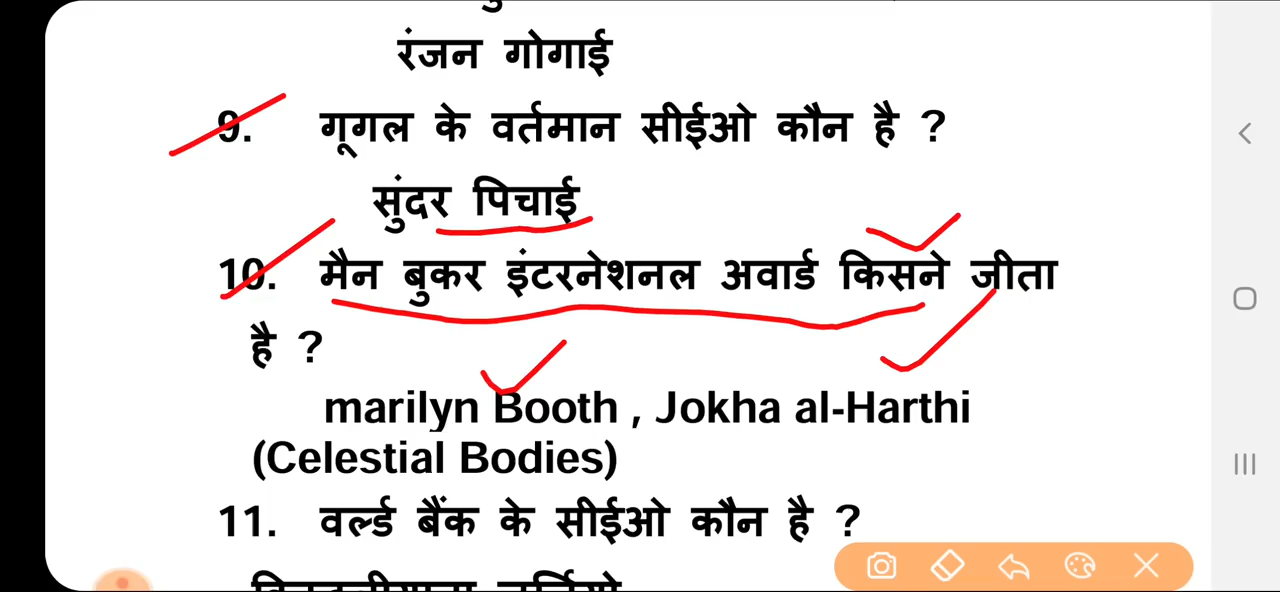 रंजन गोगाई
9. गूगल के वर्तमान सीईओ कौन है ?
सुंदर पिचाई
10. मैन बुकर इंटरनेशनल अवार्ड किसने जीता
है ?
marilyn Booth , Jokha al-Harthi
(Celestial Bodies)
11. वर्ल्ड बैंक के सीईओ कौन है ?